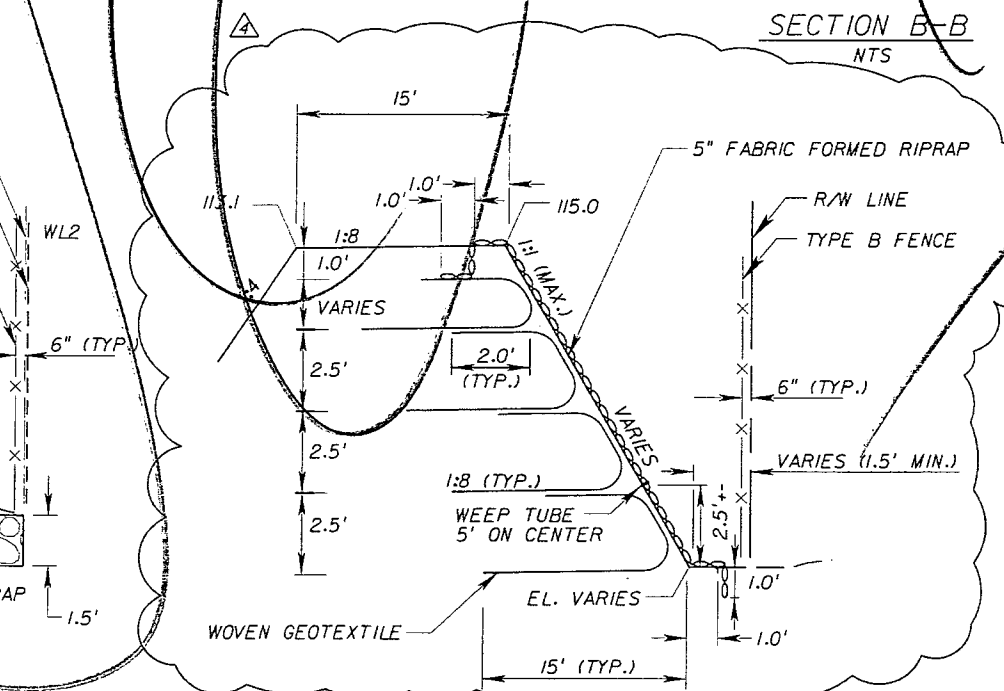 4
SECTION B-B
NTS
15'
5" FABRIC FORMED RIPRAP
1.0'
1.0'
113.1
115.0
R/W LINE
WL2
1:8
1:1 (MAX.)
TYPE B FENCE
1.0'
VARIES
6" (TYP.)
2.0'
(TYP.)
2.5'
6" (TYP.)
VARIES
2.5'
VARIES (1.5' MIN.)
1:8 (TYP.)
WEEP TUBE
5' ON CENTER
2.5'+-
2.5'
1.0'
EL. VARIES
1.5'
WOVEN GEOTEXTILE
1.0'
15' (TYP.)